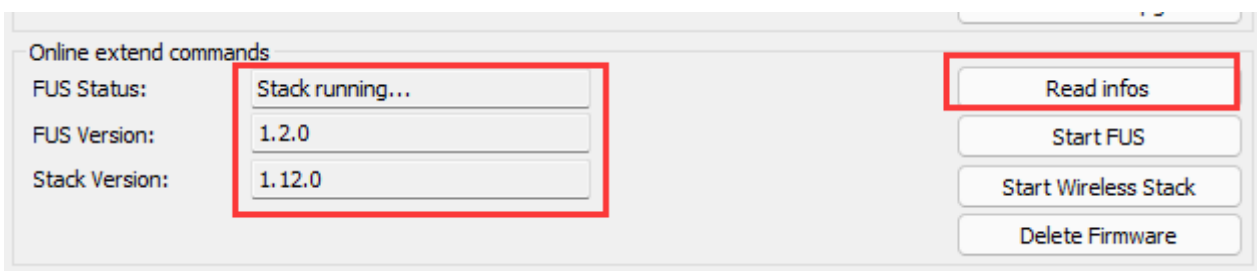 Online extend commands
FUS Status:
Stack running...
Read infos
FUS Version:
1.2.0
Start FUS
Stack Version:
1.12.0
Start Wireless Stack
Delete Firmware